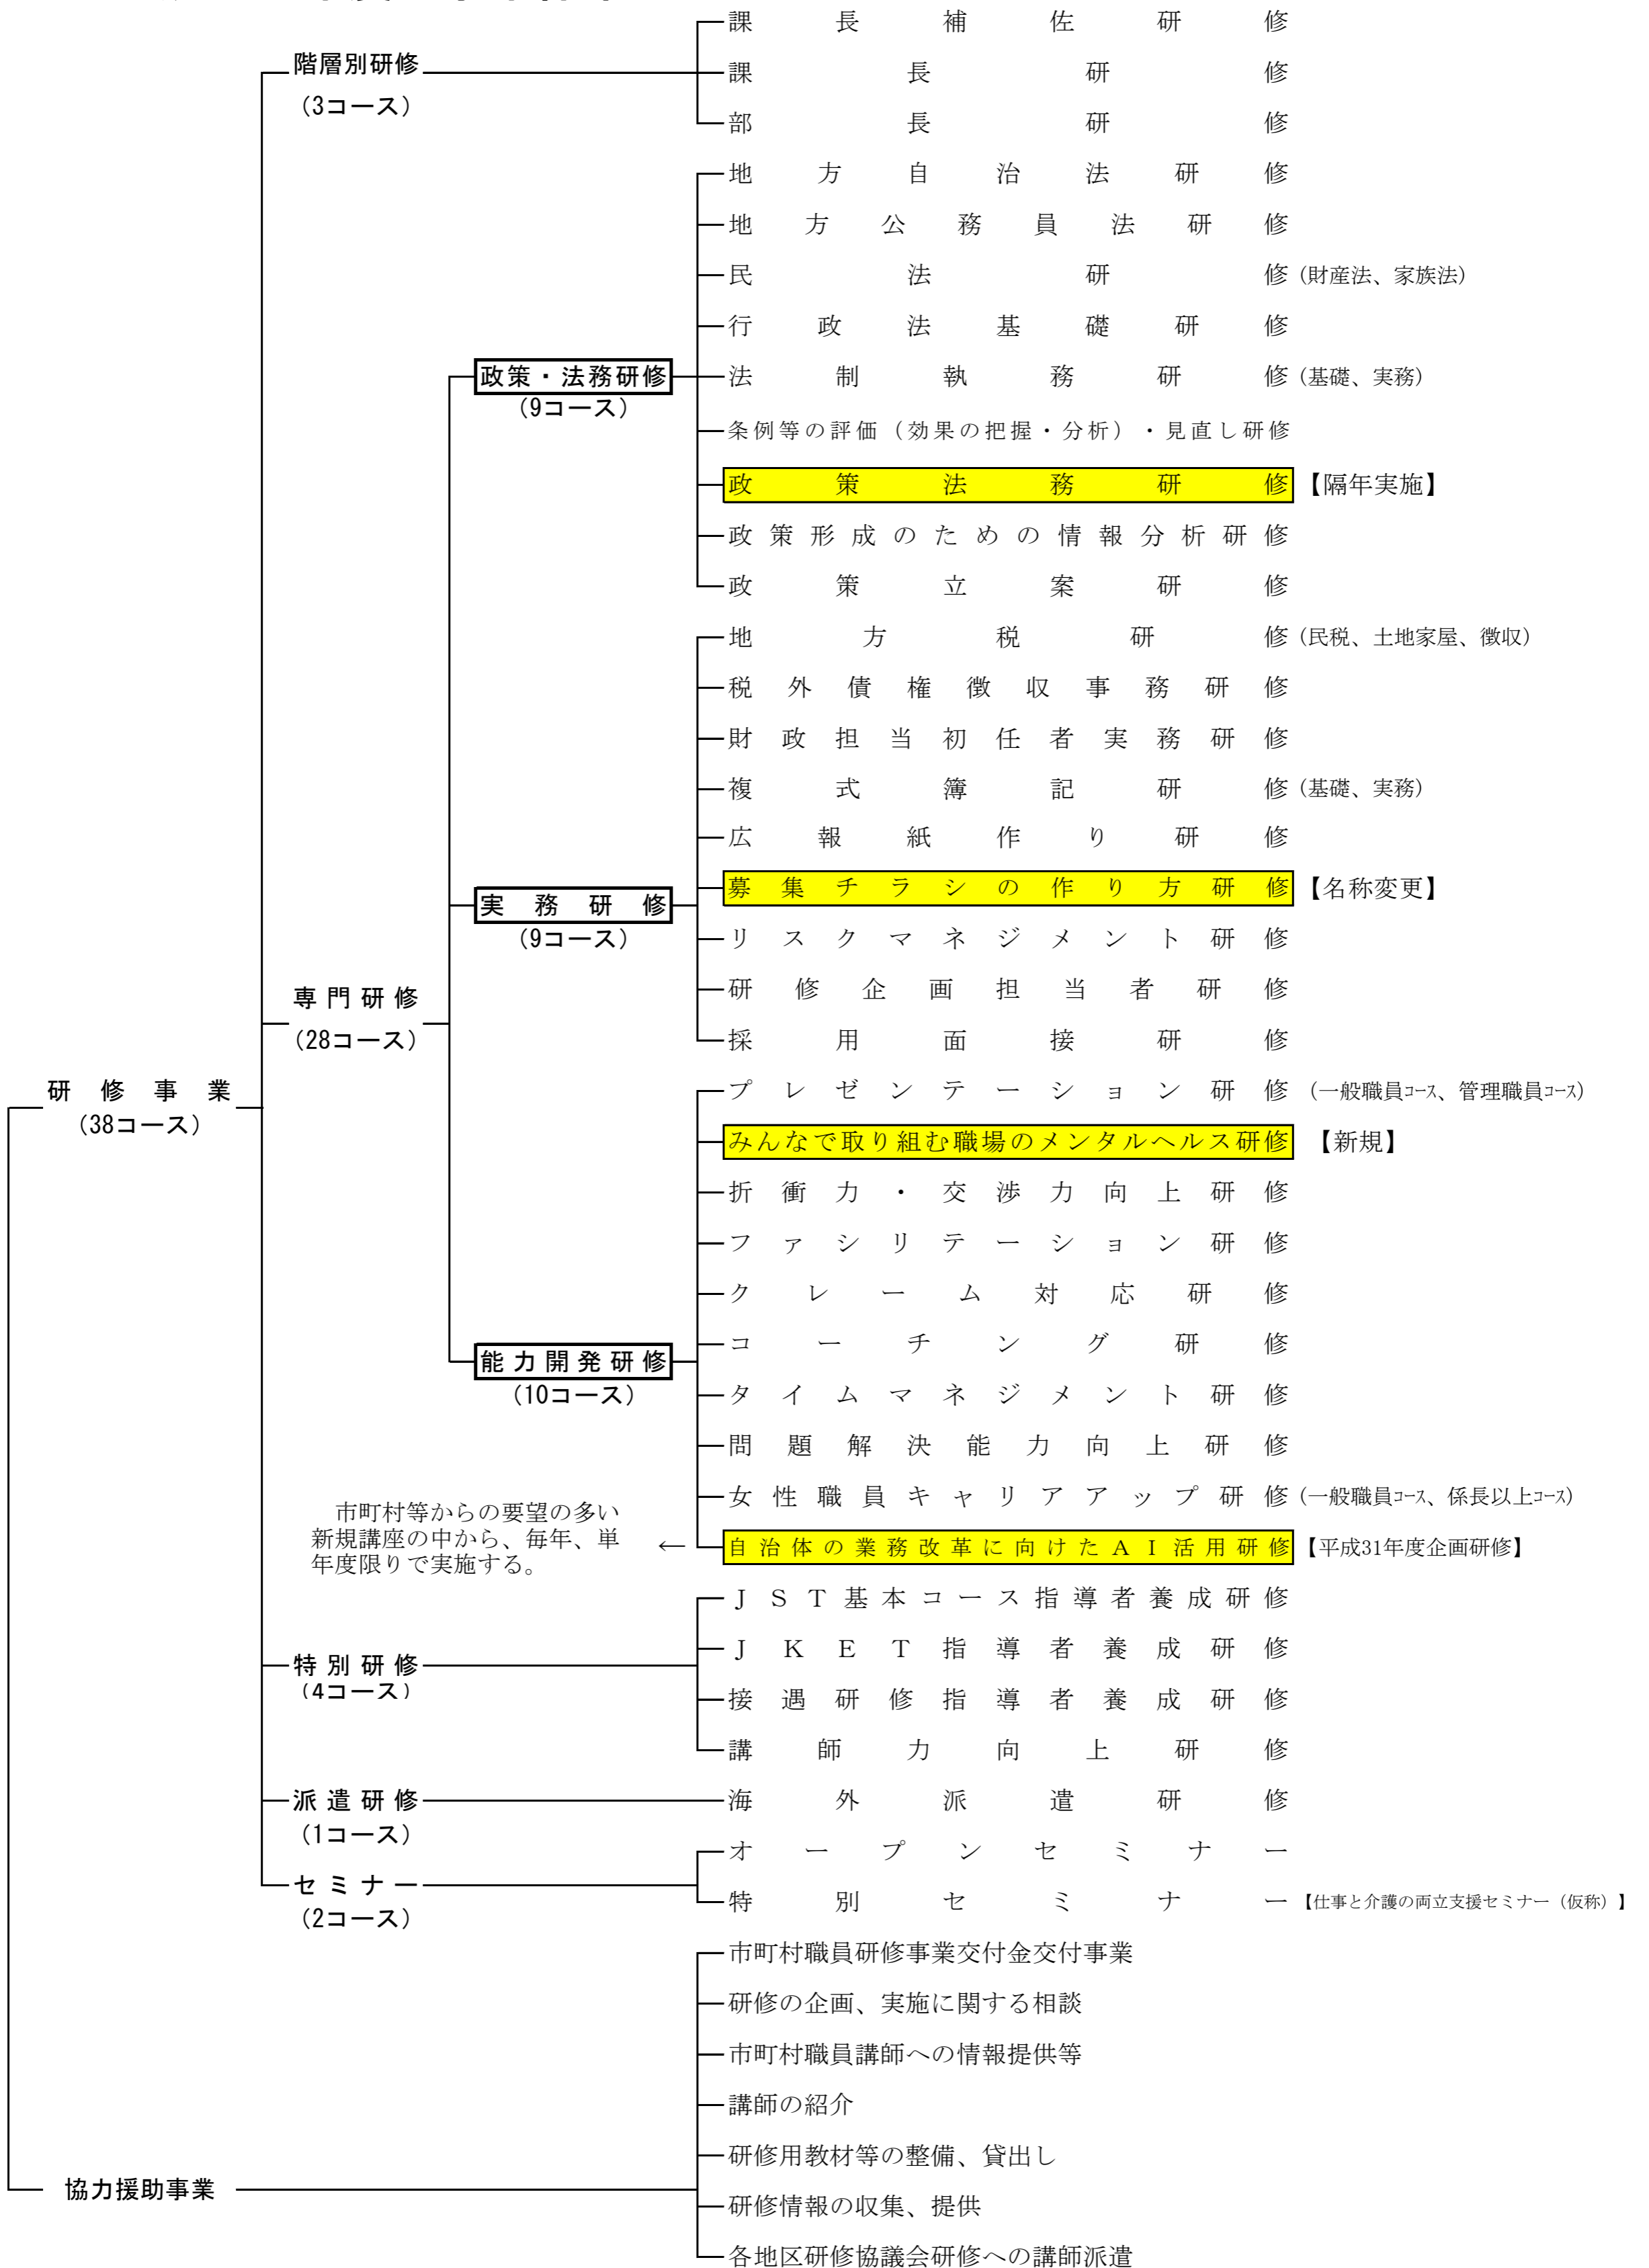 課長補佐研修
階層別研修
(3コース)
課長研修
部長研修
地方自治法研修
地方公務員法研修
民法研修(財産法、家族法)
行政法基礎研修
政策・法務研修
(9コース)
法制執務研修(基礎、実務)
条例等の評価(効果の把握・分析)・見直し研修
政策法務研修【隔年実施】
政策形成のための情報分析研修
政策立案研修
地方税研修(民税、土地家屋、徴収)
税外債権徴収事務研修
財政担当初任者実務研修
複式簿記研修(基礎、実務)
広報紙作り研修
実務研修
(9コース)
募集チラシの作り方研修【名称変更】
リスクマネジメント研修
専門研修
(28コース)
研修企画担当者研修
採用面接研修
研修事業
(38コース)
プレゼンテーション研修(一般職員コース、管理職員コース)
みんなで取り組む職場のメンタルヘルス研修【新規】
折衝力・交渉力向上研修
ファシリテーション研修
クレーム対応研修
能力開発研修
(10コース)
コーチング研修
タイムマネジメント研修
問題解決能力向上研修
女性職員キャリアアップ研修(一般職員コース、係長以上コース)
市町村等からの要望の多い
新規講座の中から、毎年、単
年度限りで実施する。
←
自治体の業務改革に向けたAI活用研修【平成31年度企画研修】
JST基本コース指導者養成研修
特別研修
(4コース)
JKET指導者養成研修
接遇研修指導者養成研修
講師力向上研修
派遣研修
(1コース)
海外派遣研修
オープンセミナー
セミナー
(2コース)
特別セミナー【仕事と介護の両立支援セミナー(仮称)】
市町村職員研修事業交付金交付事業
研修の企画、実施に関する相談
市町村職員講師への情報提供等
講師の紹介
研修用教材等の整備、貸出し
協力援助事業
研修情報の収集、提供
各地区研修協議会研修への講師派遣